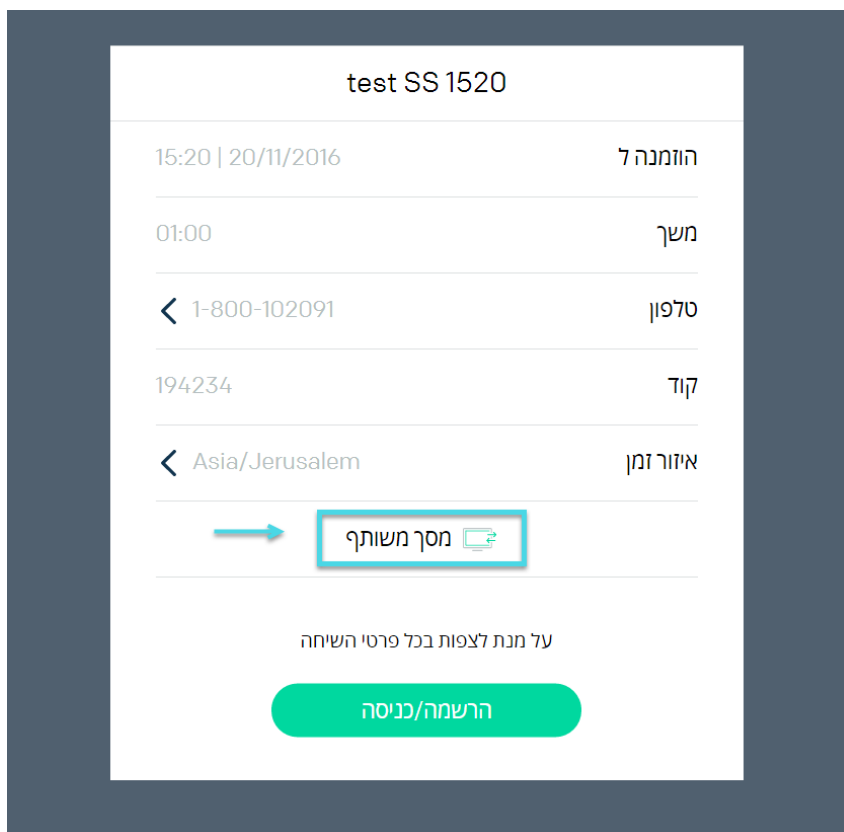 test SS 1520
הוזמנה ל 15:20 | 20/11/2016
משך 01:00
טלפון 1-800-102091
קוד 194234
איזור זמן Asia/Jerusalem
מסך משותף
על מנת לצפות בכל פרטי השיחה
הרשמה/כניסה